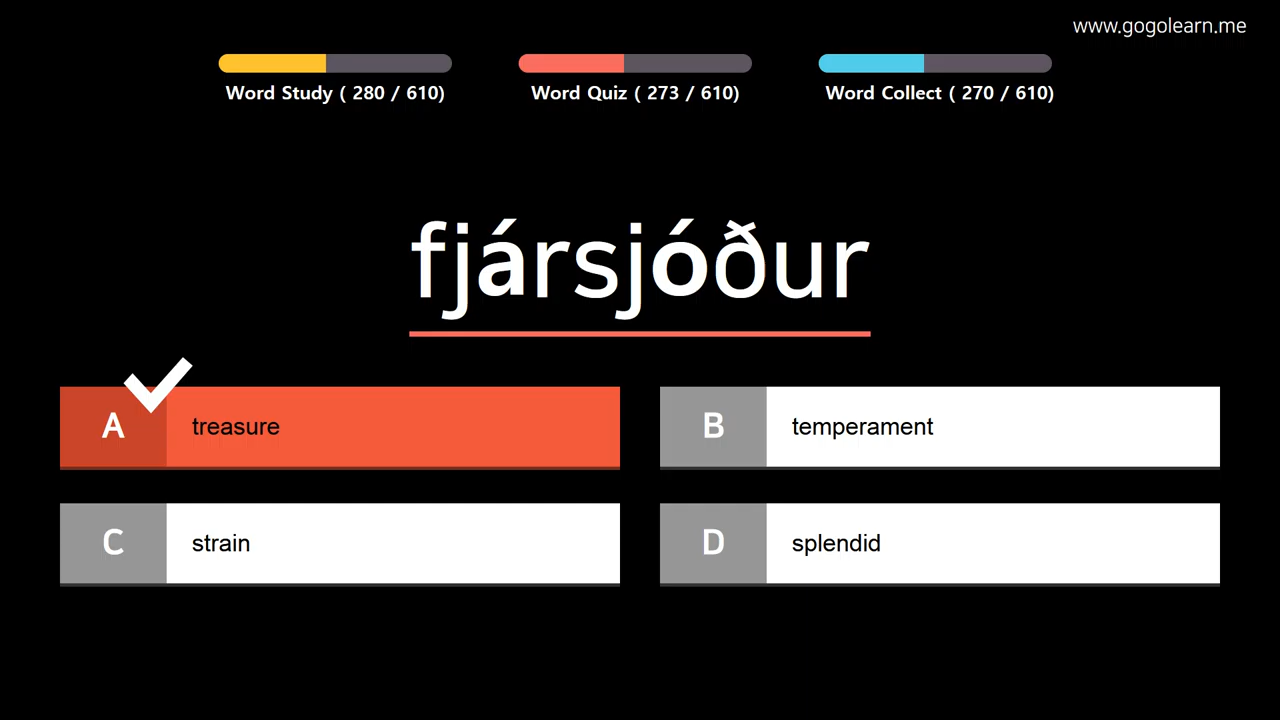 www.gogolearn.me
Word Study ( 280 / 610)
Word Quiz ( 273 / 610)
Word Collect ( 270 / 610)
fjársjóður
A treasure
B temperament
C strain
D splendid